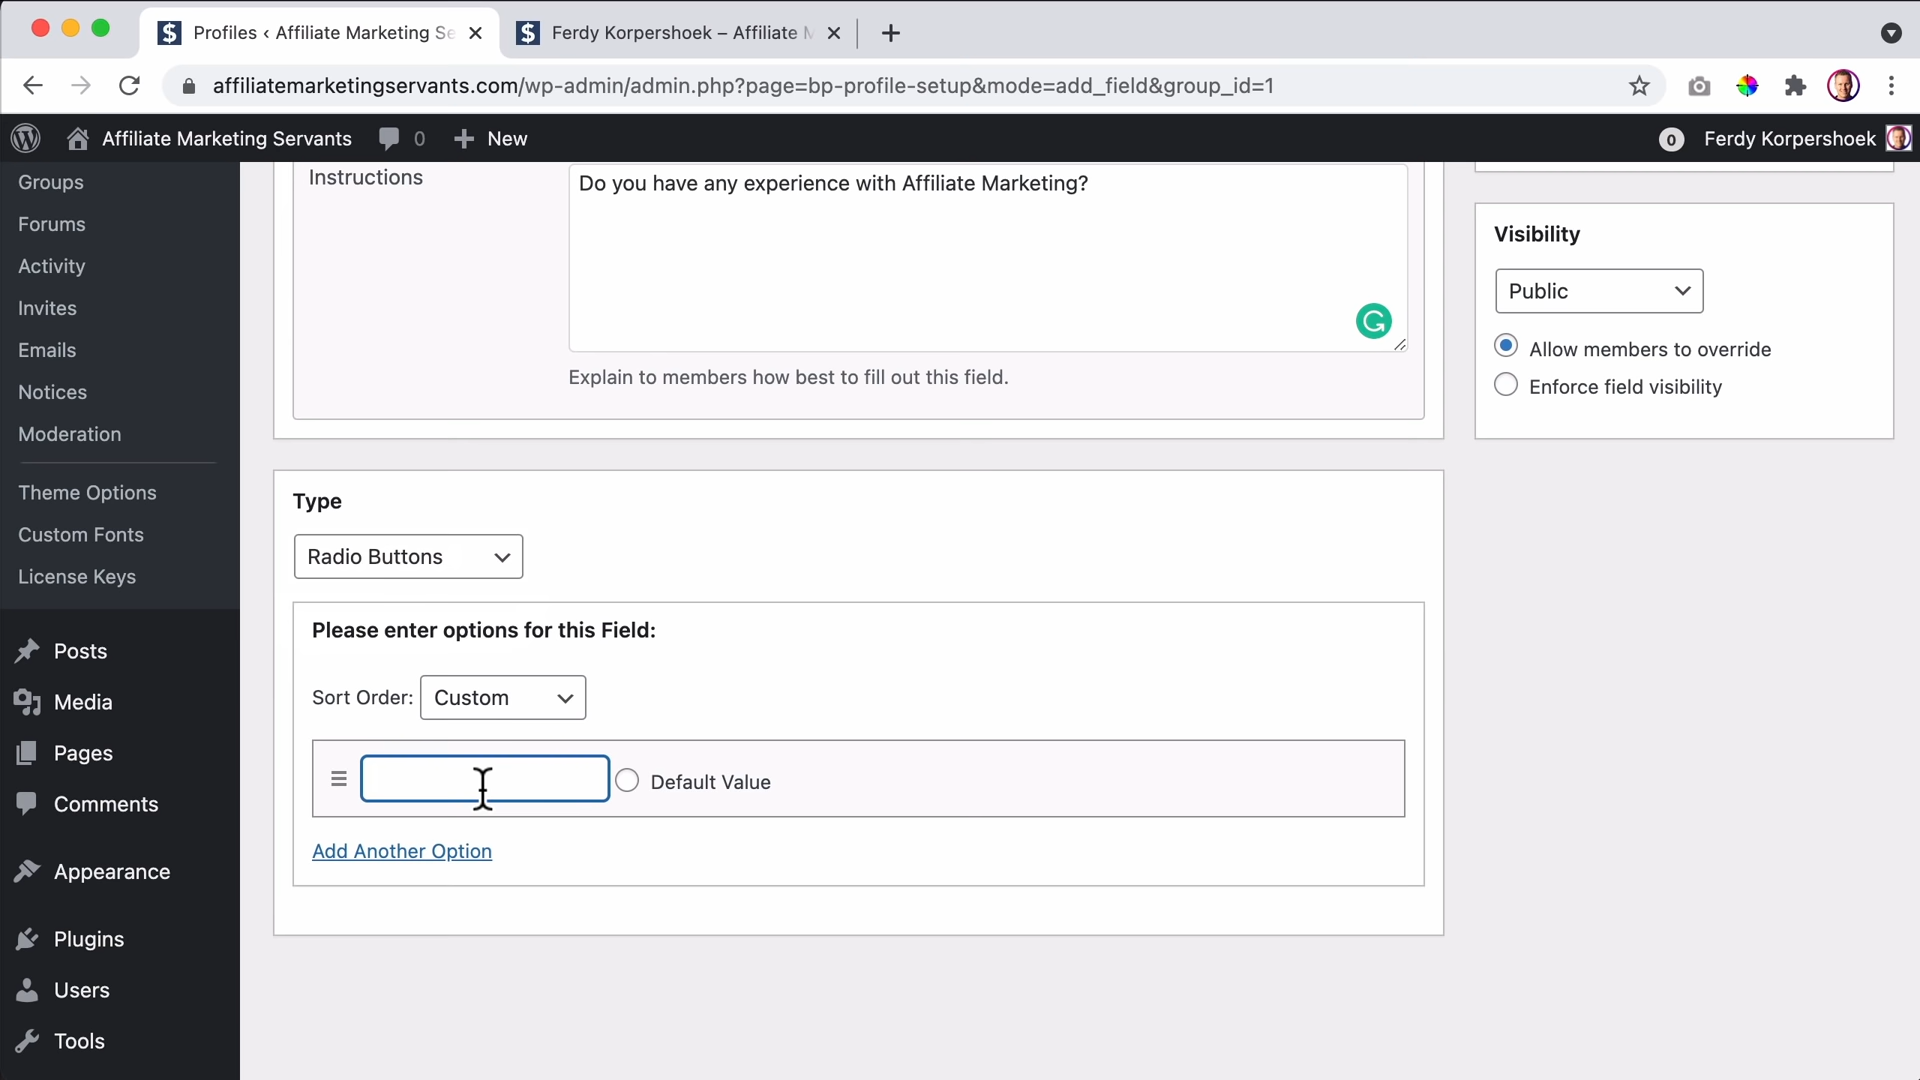 Profiles ‹ Affiliate Marketing Se
Ferdy Korpershoek – Affiliate M
affiliatemarketingservants.com/wp-admin/admin.php?page=bp-profile-setup&mode=add_field&group_id=1
Affiliate Marketing Servants
0
New
0
Ferdy Korpershoek
Groups
Forums
Activity
Invites
Emails
Notices
Moderation
Theme Options
Custom Fonts
License Keys
Posts
Media
Pages
Comments
Appearance
Plugins
Users
Tools
Instructions
Do you have any experience with Affiliate Marketing?
Explain to members how best to fill out this field.
Type
Radio Buttons
Please enter options for this Field:
Sort Order:
Custom
Default Value
Add Another Option
Visibility
Public
Allow members to override
Enforce field visibility